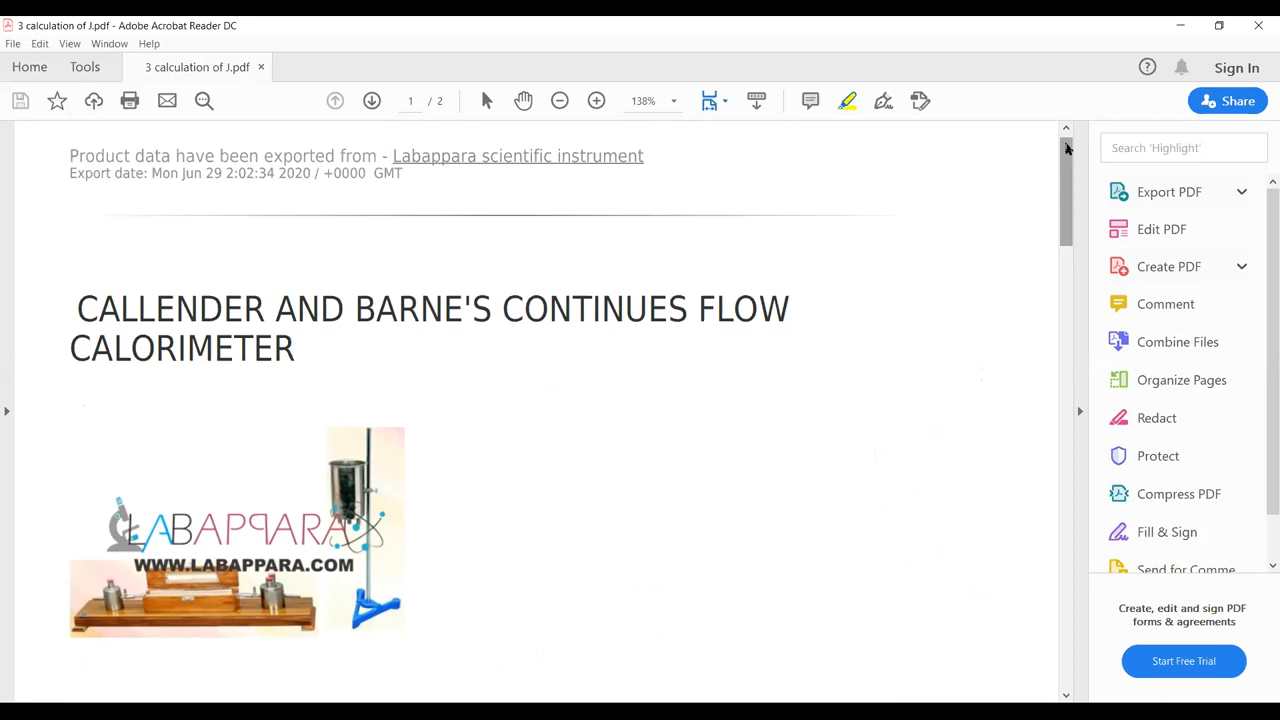 3 calculation of J.pdf - Adobe Acrobat Reader DC
File Edit View Window Help
Home Tools 3 calculation of J.pdf × Sign In
1 / 2 138% Share
Product data have been exported from - Labappara scientific instrument
Export date: Mon Jun 29 2:02:34 2020 / +0000 GMT
CALLENDER AND BARNE'S CONTINUES FLOW
CALORIMETER
LABAPPARA
WWW.LABAPPARA.COM
Search 'Highlight'
Export PDF
Edit PDF
Create PDF
Comment
Combine Files
Organize Pages
Redact
Protect
Compress PDF
Fill & Sign
Send for Comme
Create, edit and sign PDF
forms & agreements
Start Free Trial